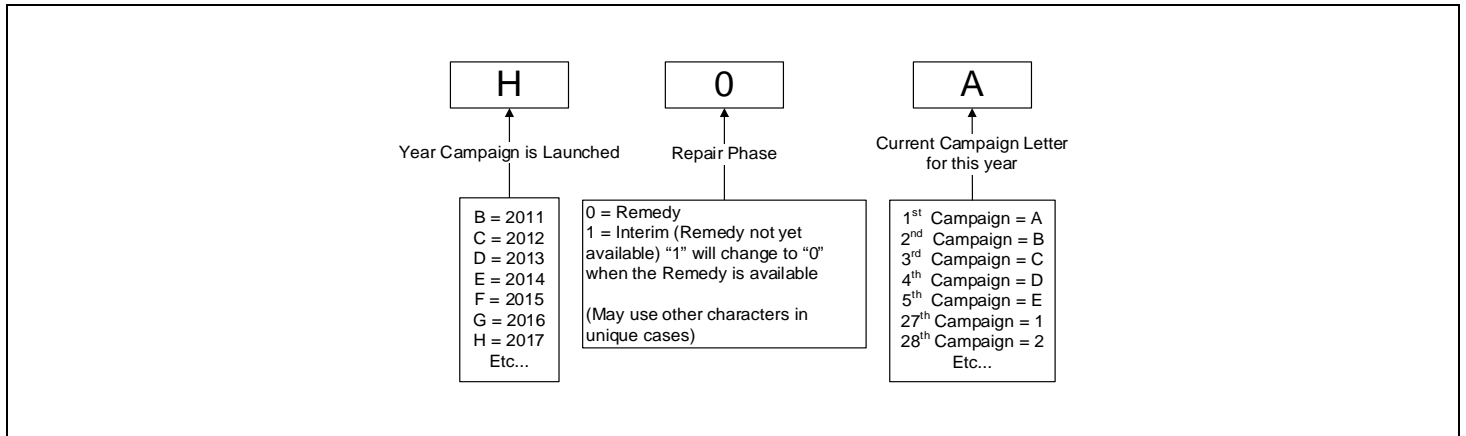 H
0
A
Year Campaign is Launched
Repair Phase
Current Campaign Letter
for this year
B = 2011
C = 2012
D = 2013
E = 2014
F = 2015
G = 2016
H = 2017
Etc...
0 = Remedy
1 = Interim (Remedy not yet
available) “1” will change to “0”
when the Remedy is available
(May use other characters in
unique cases)
1st Campaign = A
2nd Campaign = B
3rd Campaign = C
4th Campaign = D
5th Campaign = E
27th Campaign = 1
28th Campaign = 2
Etc...